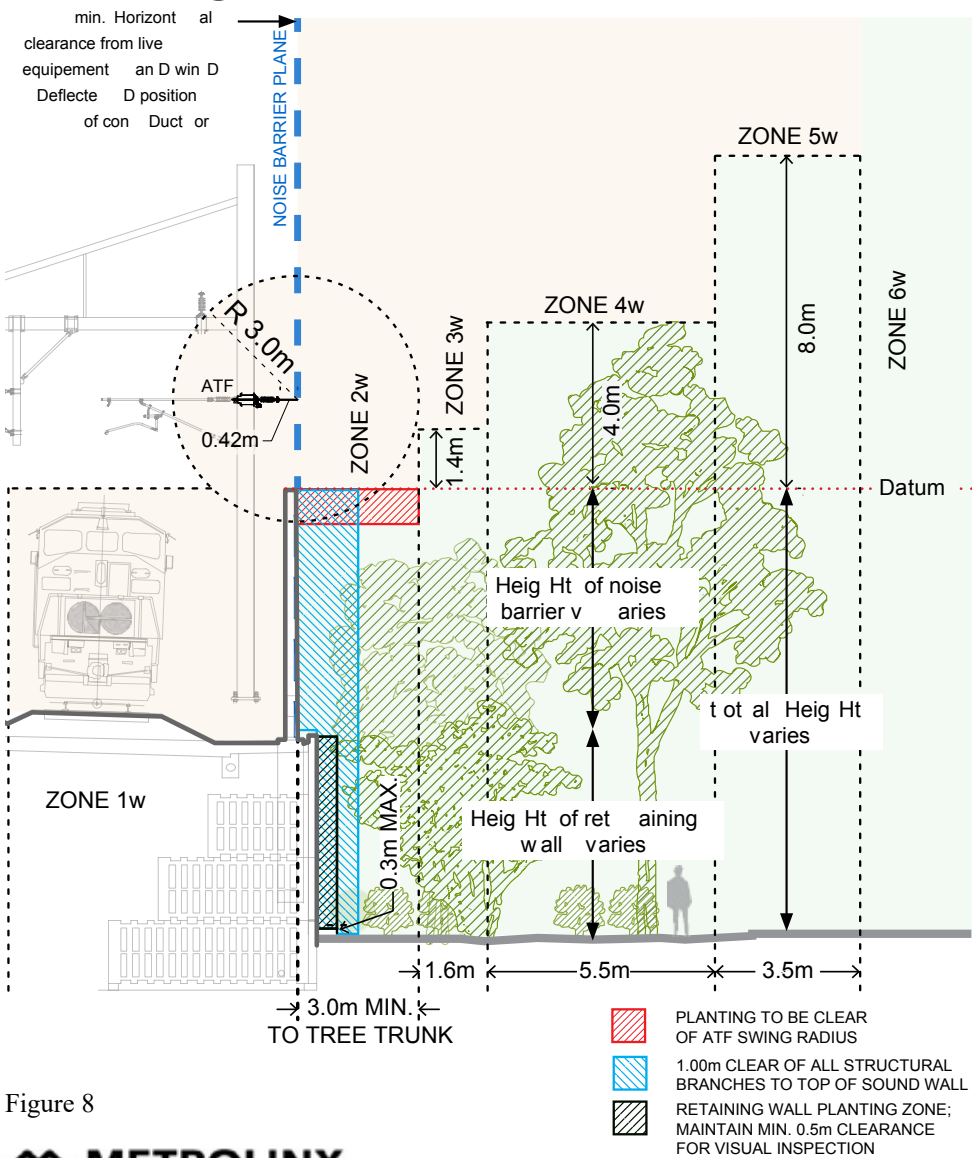 min. Horizont al
clearance from live
equipement an D win D
Deflecte D position
of con Duct or
NOISE BARRIER PLANE
ZONE 5w
ZONE 4w
ZONE 3w
ZONE 6w
8.0m
R 3.0m
ATF
0.42m
ZONE 2w
4.0m
1.4m
Datum
Heig Ht of noise
barrier v aries
t ot al Heig Ht
varies
ZONE 1w
0.3m MAX.
Heig Ht of ret aining
w all varies
1.6m
5.5m
3.5m
3.0m MIN.
TO TREE TRUNK
PLANTING TO BE CLEAR
OF ATF SWING RADIUS
1.00m CLEAR OF ALL STRUCTURAL
BRANCHES TO TOP OF SOUND WALL
RETAINING WALL PLANTING ZONE;
MAINTAIN MIN. 0.5m CLEARANCE
FOR VISUAL INSPECTION
Figure 8
METROLINX